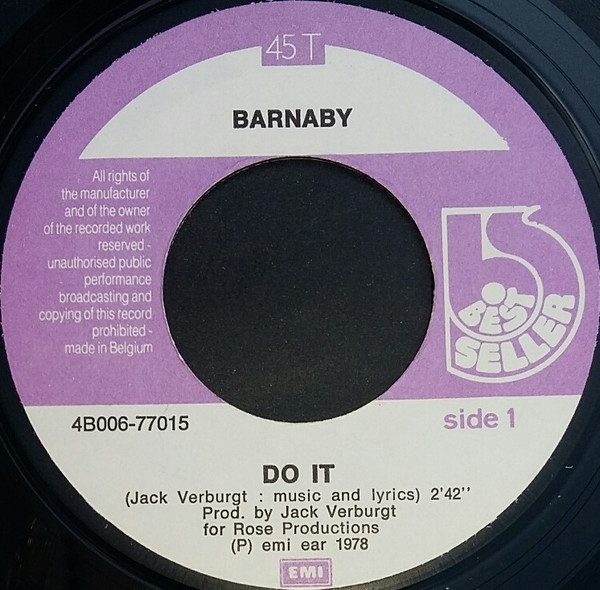 45 T
BARNABY
All rights of
the manufacturer
and of the owner
of the recorded work
reserved -
unauthorised public
performance
broadcasting and
copying of this record
prohibited -
made in Belgium
BEST
SELLER
4B006-77015
side 1
DO IT
(Jack Verburgt : music and lyrics) 2'42''
Prod. by Jack Verburgt
for Rose Productions
(P) emi ear 1978
EMI